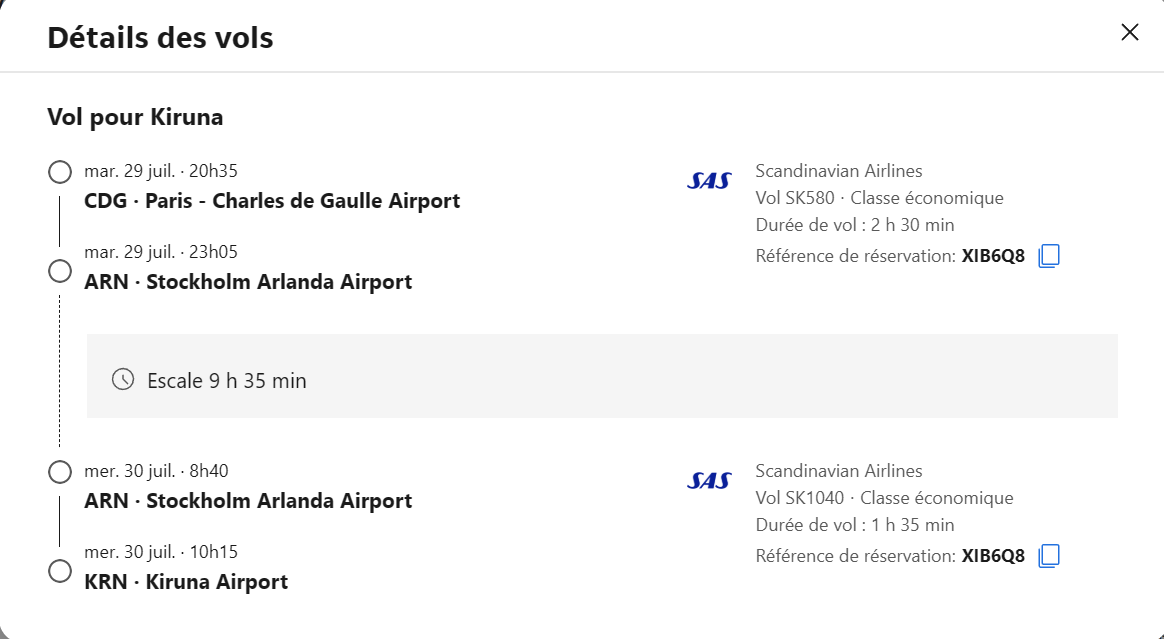 Détails des vols
Vol pour Kiruna
mar. 29 juil. · 20h35
CDG · Paris - Charles de Gaulle Airport
SAS
Scandinavian Airlines
Vol SK580 · Classe économique
Durée de vol : 2 h 30 min
Référence de réservation: XIB6Q8
mar. 29 juil. · 23h05
ARN · Stockholm Arlanda Airport
Escale 9 h 35 min
mer. 30 juil. · 8h40
ARN · Stockholm Arlanda Airport
SAS
Scandinavian Airlines
Vol SK1040 · Classe économique
Durée de vol : 1 h 35 min
Référence de réservation: XIB6Q8
mer. 30 juil. · 10h15
KRN · Kiruna Airport